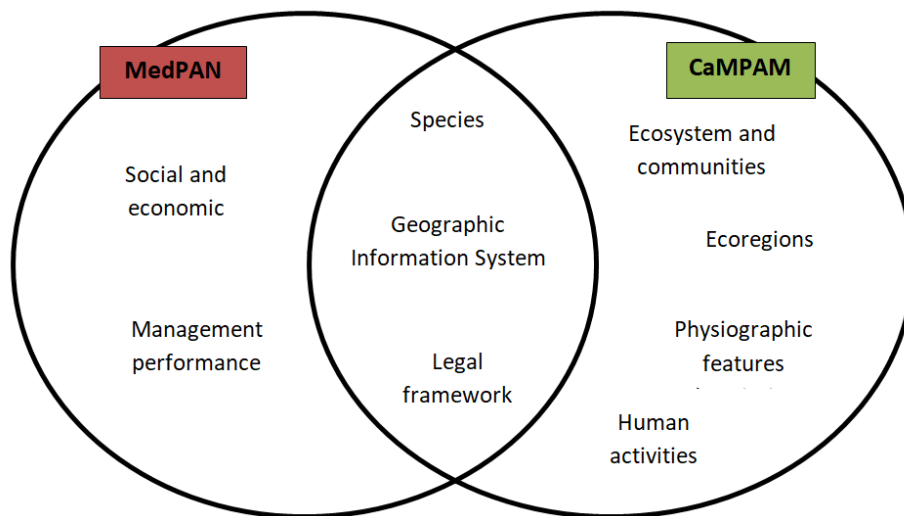 MedPAN
Social and
economic
Management
performance
Species
Geographic
Information System
Legal
framework
CaMPAM
Ecosystem and
communities
Ecoregions
Physiographic
features
Human
activities